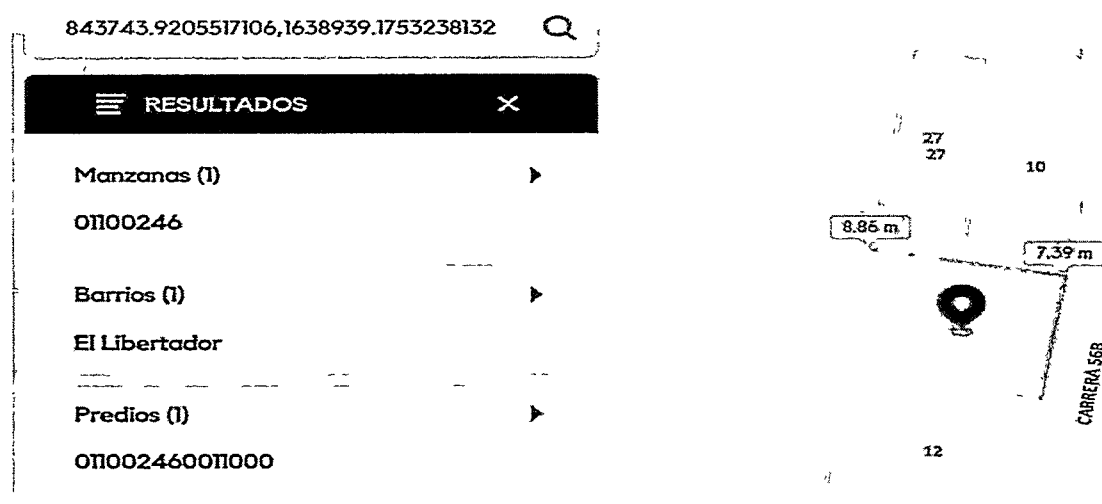 843743.9205517106,1638939.1753238132
RESULTADOS
Manzanas (1)
01100246
Barrios (1)
El Libertador
Predios (1)
011002460011000
27
27
10
8.86 m
7.39 m
CARRERA 56B
12